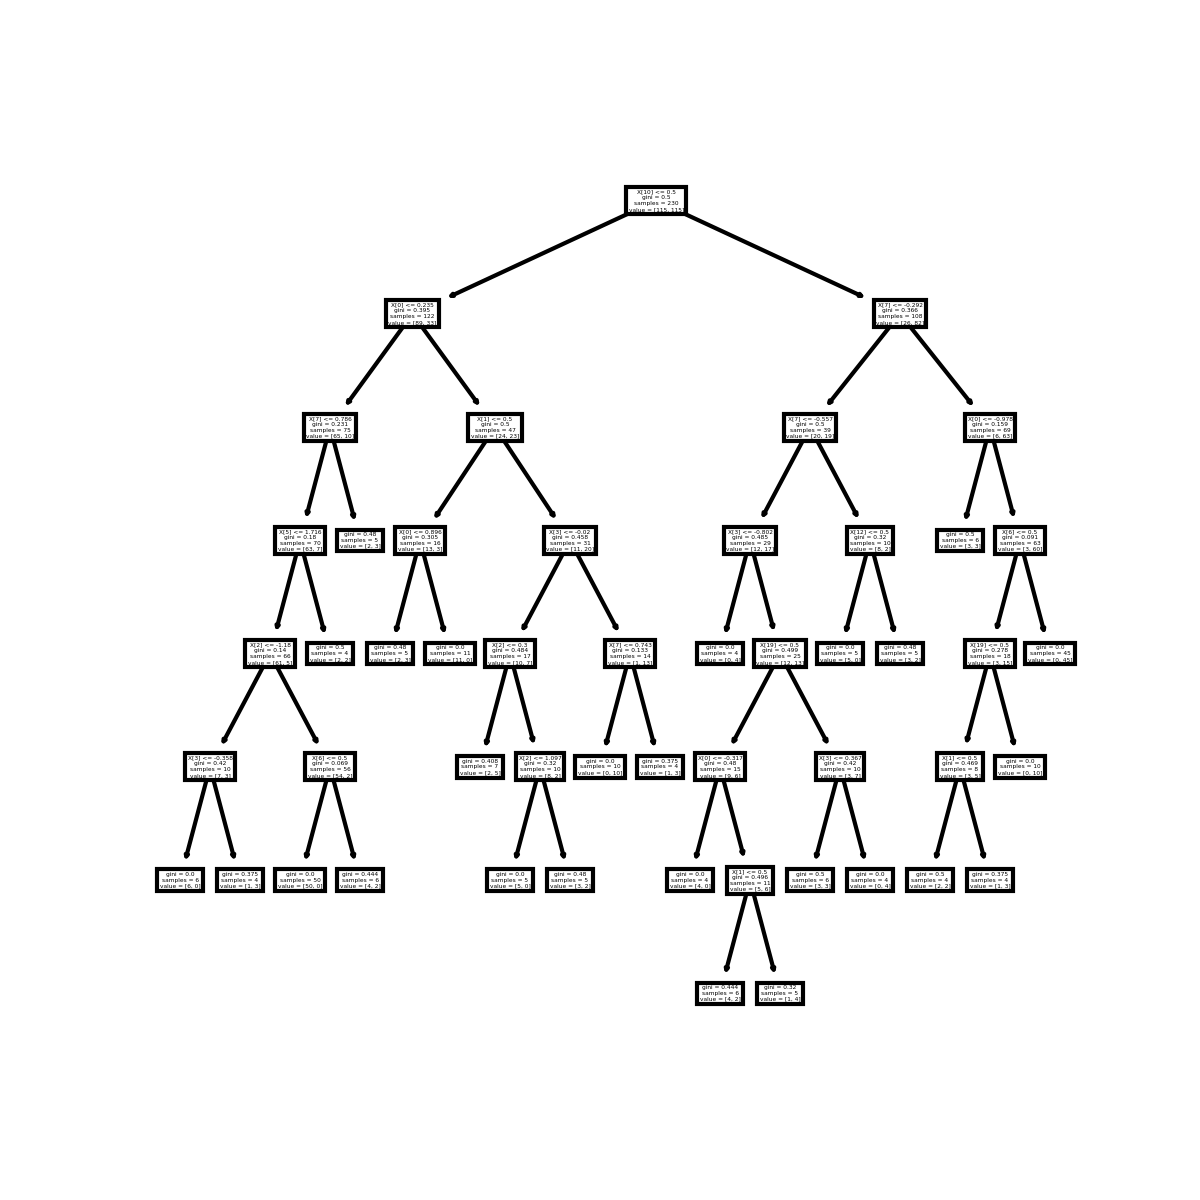 X[10] <= 0.5
gini = 0.5
samples = 230
value = [115, 115]
X[0] <= 0.235
gini = 0.395
samples = 122
value = [89, 33]
X[7] <= -0.292
gini = 0.366
samples = 108
value = [26, 82]
X[7] <= 0.786
gini = 0.231
samples = 75
value = [65, 10]
X[1] <= 0.5
gini = 0.5
samples = 47
value = [24, 23]
X[7] <= -0.557
gini = 0.5
samples = 39
value = [20, 19]
X[0] <= -0.978
gini = 0.159
samples = 69
value = [6, 63]
X[5] <= 1.716
gini = 0.18
samples = 70
value = [63, 7]
gini = 0.48
samples = 5
value = [2, 3]
X[0] <= 0.896
gini = 0.305
samples = 16
value = [13, 3]
X[3] <= -0.02
gini = 0.458
samples = 31
value = [11, 20]
X[3] <= -0.802
gini = 0.485
samples = 29
value = [12, 17]
X[12] <= 0.5
gini = 0.32
samples = 10
value = [8, 2]
gini = 0.5
samples = 6
value = [3, 3]
X[6] <= 0.5
gini = 0.091
samples = 63
value = [3, 60]
X[2] <= -1.18
gini = 0.14
samples = 66
value = [61, 5]
gini = 0.5
samples = 4
value = [2, 2]
gini = 0.48
samples = 5
value = [2, 3]
gini = 0.0
samples = 11
value = [11, 0]
X[2] <= 0.3
gini = 0.484
samples = 17
value = [10, 7]
X[7] <= 0.743
gini = 0.133
samples = 14
value = [1, 13]
gini = 0.0
samples = 4
value = [0, 4]
X[19] <= 0.5
gini = 0.499
samples = 25
value = [12, 13]
gini = 0.0
samples = 5
value = [5, 0]
gini = 0.48
samples = 5
value = [3, 2]
X[19] <= 0.5
gini = 0.278
samples = 18
value = [3, 15]
gini = 0.0
samples = 45
value = [0, 45]
X[3] <= -0.358
gini = 0.42
samples = 10
value = [7, 3]
X[6] <= 0.5
gini = 0.069
samples = 56
value = [54, 2]
gini = 0.408
samples = 7
value = [2, 5]
X[2] <= 1.097
gini = 0.32
samples = 10
value = [8, 2]
gini = 0.0
samples = 10
value = [0, 10]
gini = 0.375
samples = 4
value = [1, 3]
X[0] <= -0.317
gini = 0.48
samples = 15
value = [9, 6]
X[3] <= 0.367
gini = 0.42
samples = 10
value = [3, 7]
X[1] <= 0.5
gini = 0.469
samples = 8
value = [3, 5]
gini = 0.0
samples = 10
value = [0, 10]
gini = 0.0
samples = 6
value = [6, 0]
gini = 0.375
samples = 4
value = [1, 3]
gini = 0.0
samples = 50
value = [50, 0]
gini = 0.444
samples = 6
value = [4, 2]
gini = 0.0
samples = 5
value = [5, 0]
gini = 0.48
samples = 5
value = [3, 2]
gini = 0.0
samples = 4
value = [4, 0]
X[1] <= 0.5
gini = 0.496
samples = 11
value = [5, 6]
gini = 0.5
samples = 6
value = [3, 3]
gini = 0.0
samples = 4
value = [0, 4]
gini = 0.5
samples = 4
value = [2, 2]
gini = 0.375
samples = 4
value = [1, 3]
gini = 0.444
samples = 6
value = [4, 2]
gini = 0.32
samples = 5
value = [1, 4]